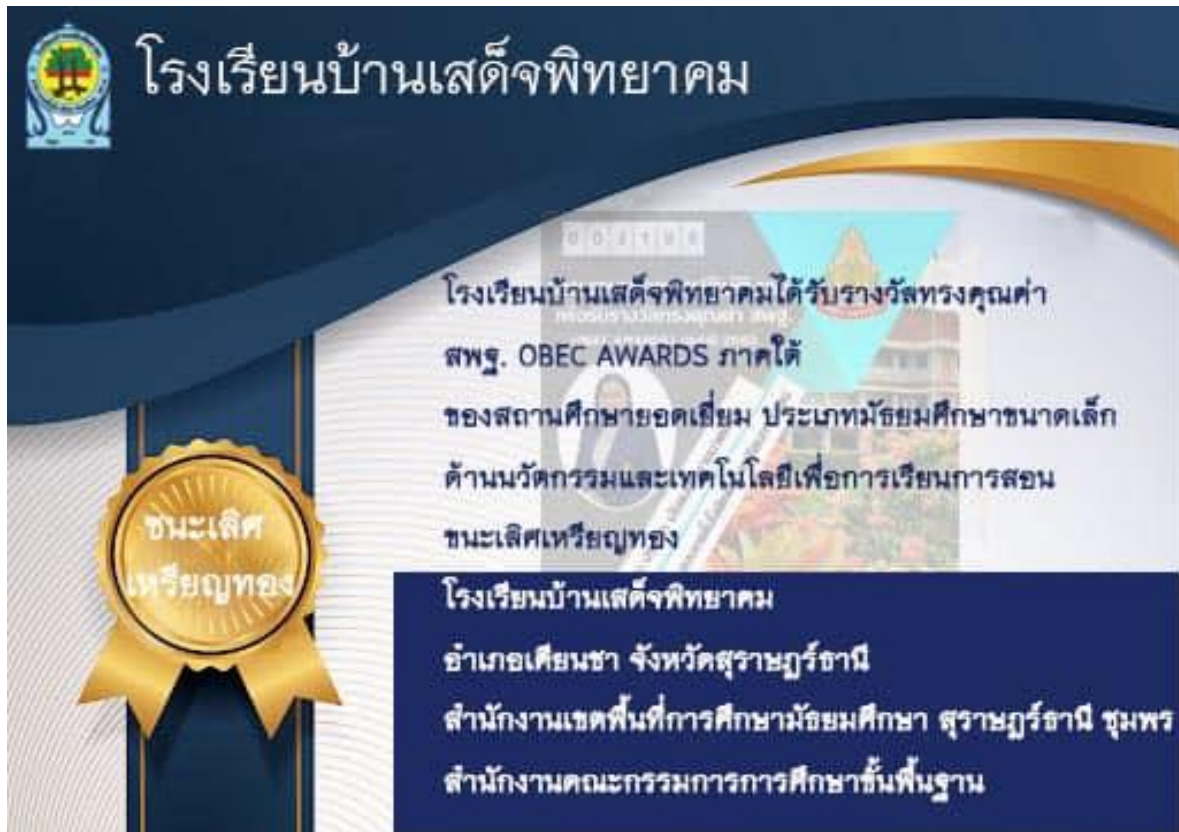 โรงเรียนบ้านเสด็จพิทยาคม
โรงเรียนบ้านเสด็จพิทยาคมได้รับรางวัลทรงคุณค่า
สพฐ. OBEC AWARDS ภาคใต้
ของสถานศึกษายอดเยี่ยม ประเภทมัธยมศึกษาขนาดเล็ก
ด้านนวัตกรรมและเทคโนโลยีเพื่อการเรียนการสอน
ชนะเลิศเหรียญทอง
ชนะเลิศ
เหรียญทอง
โรงเรียนบ้านเสด็จพิทยาคม
อำเภอเคียนซา จังหวัดสุราษฎร์ธานี
สำนักงานเขตพื้นที่การศึกษามัธยมศึกษา สุราษฎร์ธานี ชุมพร
สำนักงานคณะกรรมการการศึกษาขั้นพื้นฐาน